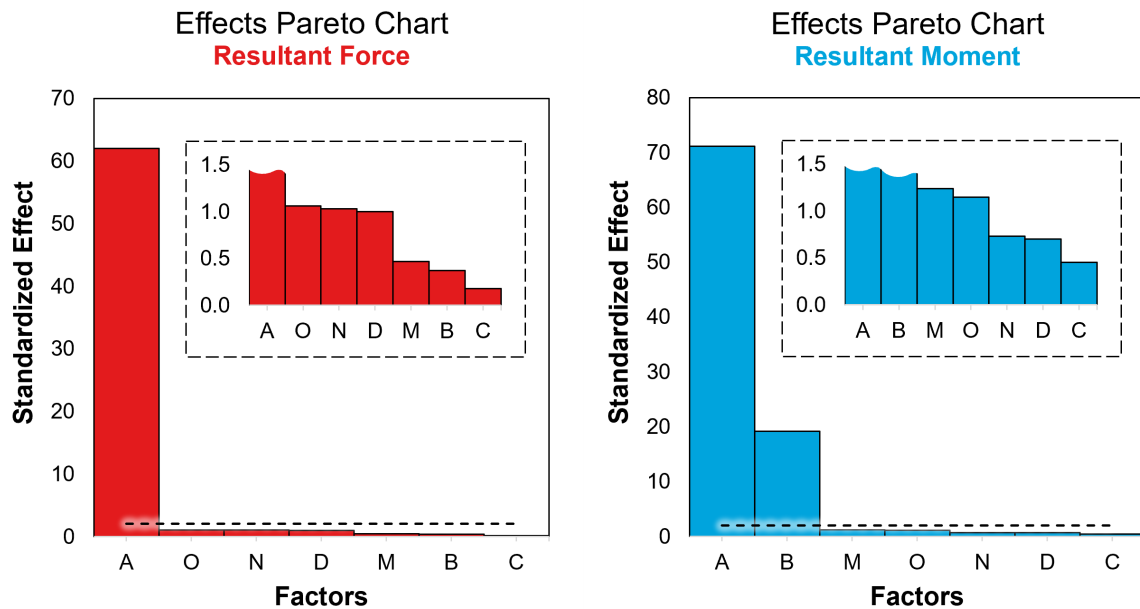 Effects Pareto Chart
Resultant Force
Standardized Effect
70
60
50
40
30
20
10
0
1.5
1.0
0.5
0.0
A O N D M B C
A O N D M B C
Factors
Effects Pareto Chart
Resultant Moment
Standardized Effect
80
70
60
50
40
30
20
10
0
1.5
1.0
0.5
0.0
A B M O N D C
A B M O N D C
Factors